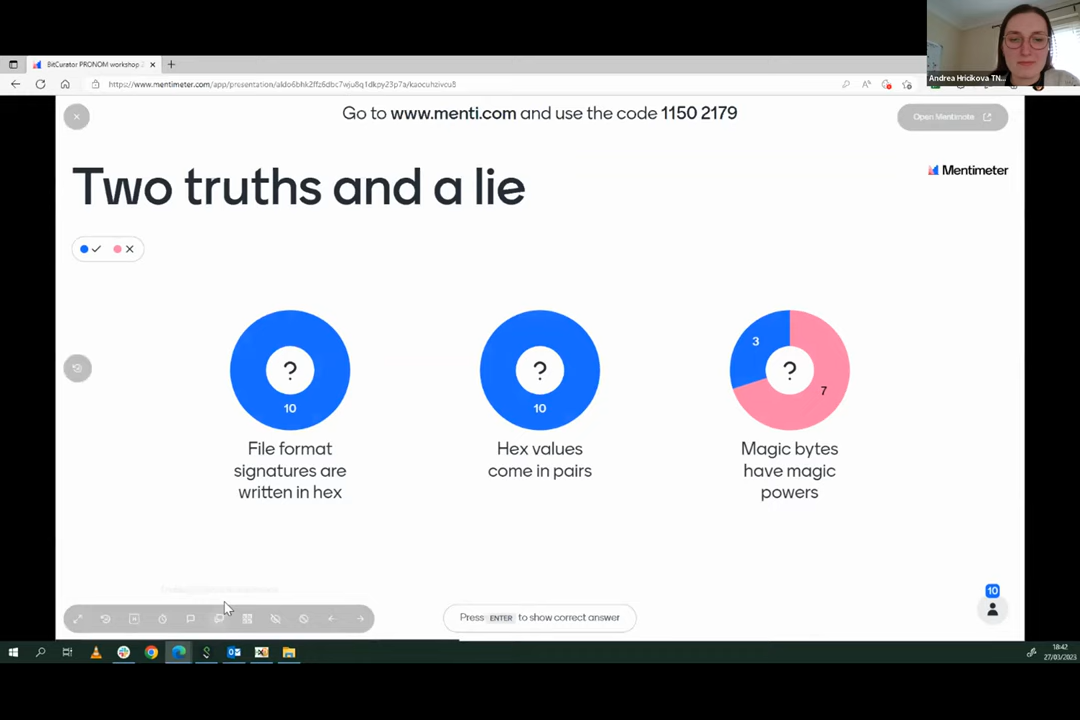 Andrea Hricikova TN...
BitCurator PRONOM workshop 2
Go to www.menti.com and use the code 1150 2179
Open Mentimote
Two truths and a lie
Mentimeter
10
10
3
7
File format
signatures are
written in hex
Hex values
come in pairs
Magic bytes
have magic
powers
10
Press ENTER to show correct answer
18:42
27/03/2023